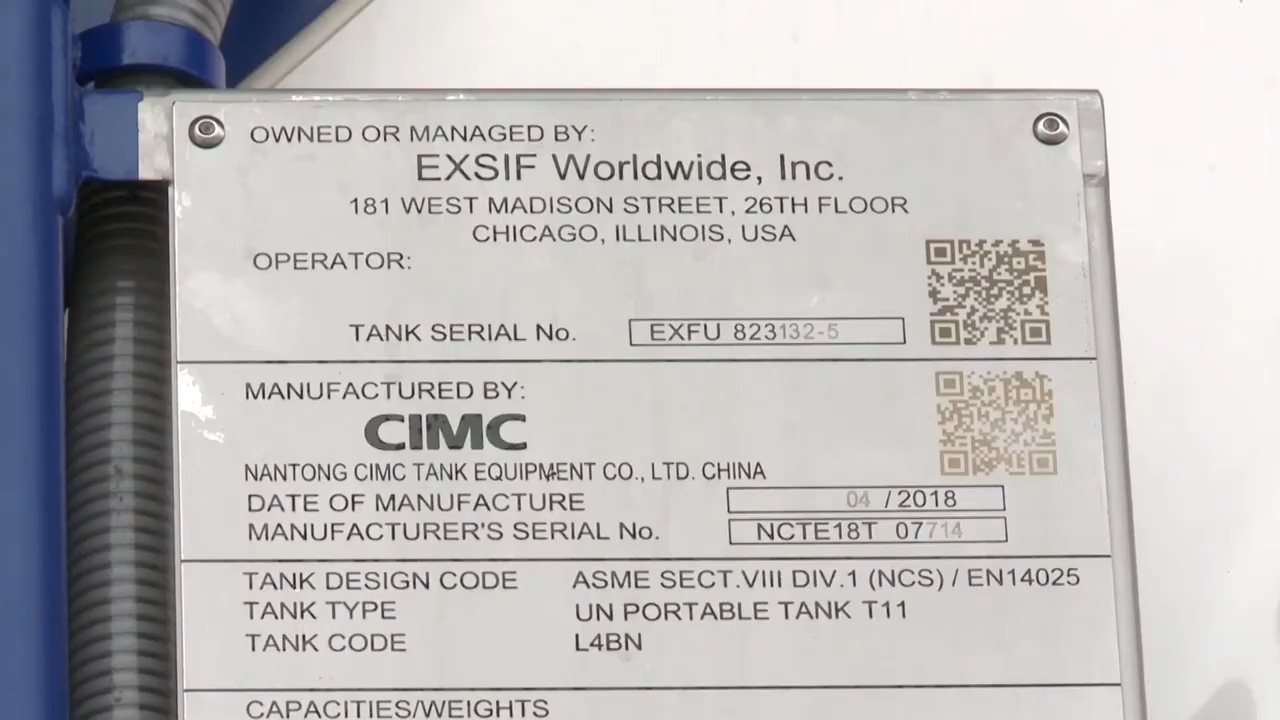 OWNED OR MANAGED BY:
EXSIF Worldwide, Inc.
181 WEST MADISON STREET, 26TH FLOOR
CHICAGO, ILLINOIS, USA
OPERATOR:
TANK SERIAL No. EXFU 823132-5
MANUFACTURED BY:
CIMC
NANTONG CIMC TANK EQUIPMENT CO., LTD. CHINA
DATE OF MANUFACTURE 04 / 2018
MANUFACTURER'S SERIAL No. NCTE18T 07714
TANK DESIGN CODE ASME SECT.VIII DIV.1 (NCS) / EN14025
TANK TYPE UN PORTABLE TANK T11
TANK CODE L4BN
CAPACITIES/WEIGHTS